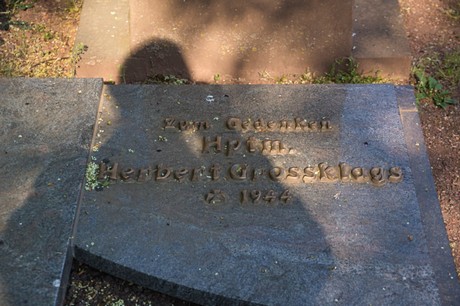 Zum Gedenken
Hptm.
Herbert Grossklags
✡ 1944